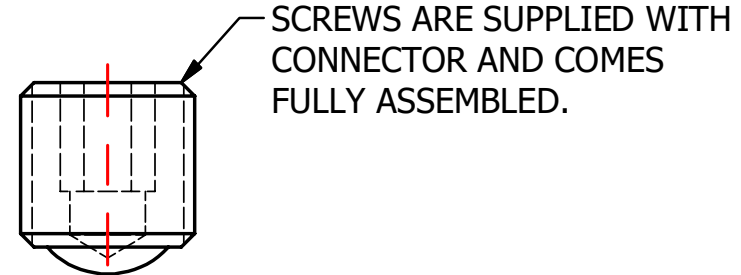 SCREWS ARE SUPPLIED WITH
CONNECTOR AND COMES
FULLY ASSEMBLED.